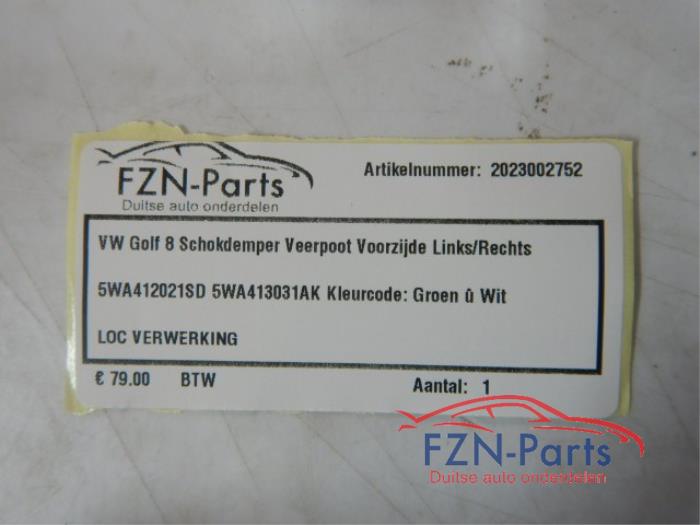 FZN-Parts
Duitse auto onderdelen
Artikelnummer: 2023002752
VW Golf 8 Schokdemper Veerpoot Voorzijde Links/Rechts
5WA412021SD 5WA413031AK Kleurcode: Groen û Wit
LOC VERWERKING
€ 79.00 BTW
Aantal: 1
FZN-Parts
Duitse auto onderdelen